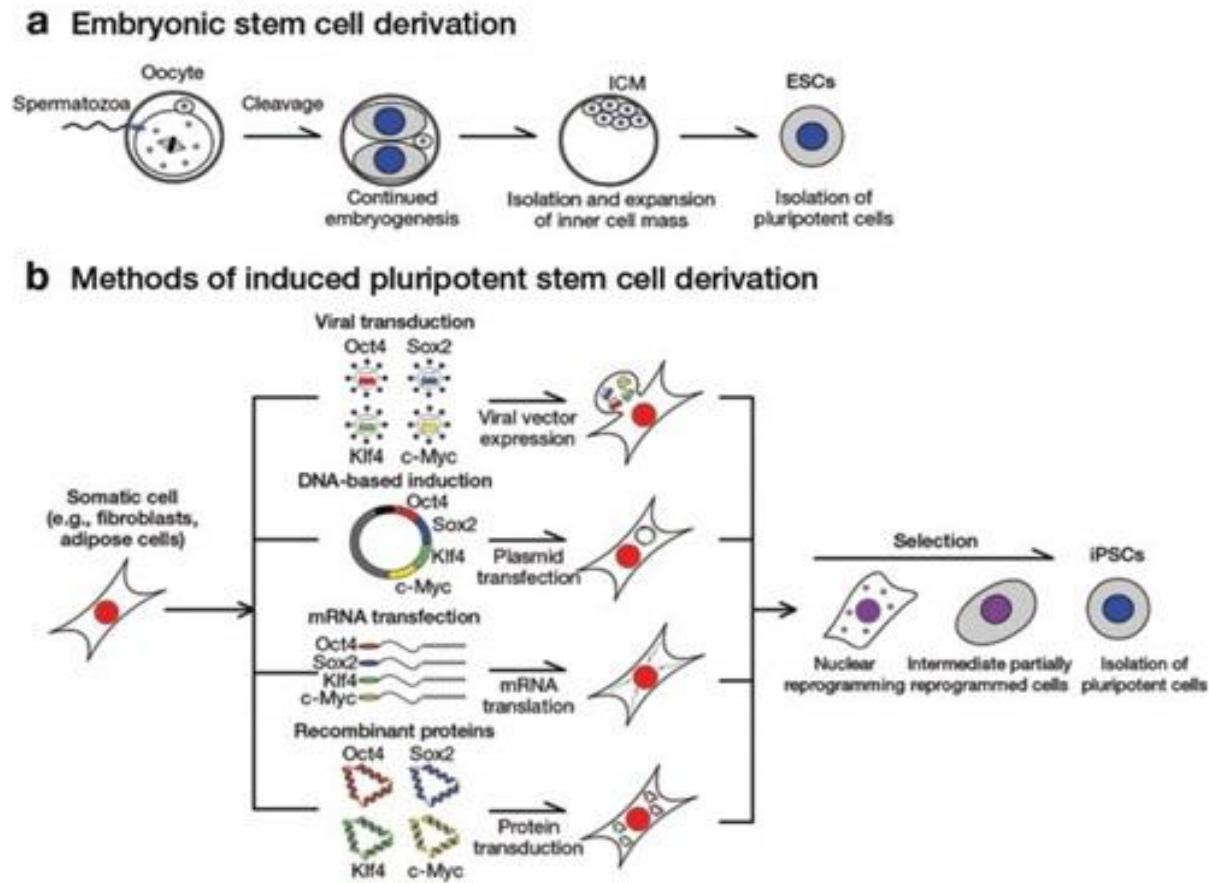 a Embryonic stem cell derivation
Oocyte
Spermatozoa
Cleavage
ICM
ESCs
Continued
embryogenesis
Isolation and expansion
of inner cell mass
Isolation of
pluripotent cells
b Methods of induced pluripotent stem cell derivation
Viral transduction
Oct4 Sox2
Klf4 c-Myc
Viral vector
expression
DNA-based induction
Oct4
Sox2
Klf4
c-Myc
Plasmid
transfection
Somatic cell
(e.g., fibroblasts,
adipose cells)
mRNA transfection
Oct4
Sox2
Klf4
c-Myc
mRNA
translation
Recombinant proteins
Oct4 Sox2
Klf4 c-Myc
Protein
transduction
Selection
iPSCs
Nuclear
reprogramming
Intermediate partially
reprogrammed cells
Isolation of
pluripotent cells